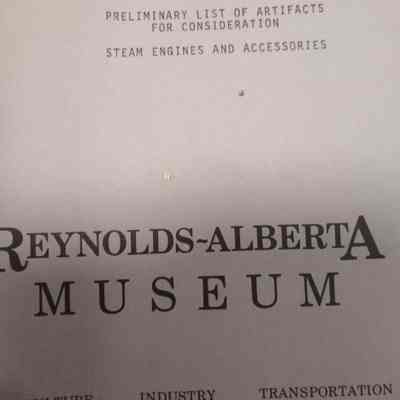 PRELIMINARY LIST OF ARTIFACTS
FOR CONSIDERATION
STEAM ENGINES AND ACCESSORIES
REYNOLDS~ALBERTA
MUSEUM
INDUSTRY TRANSPORTATION